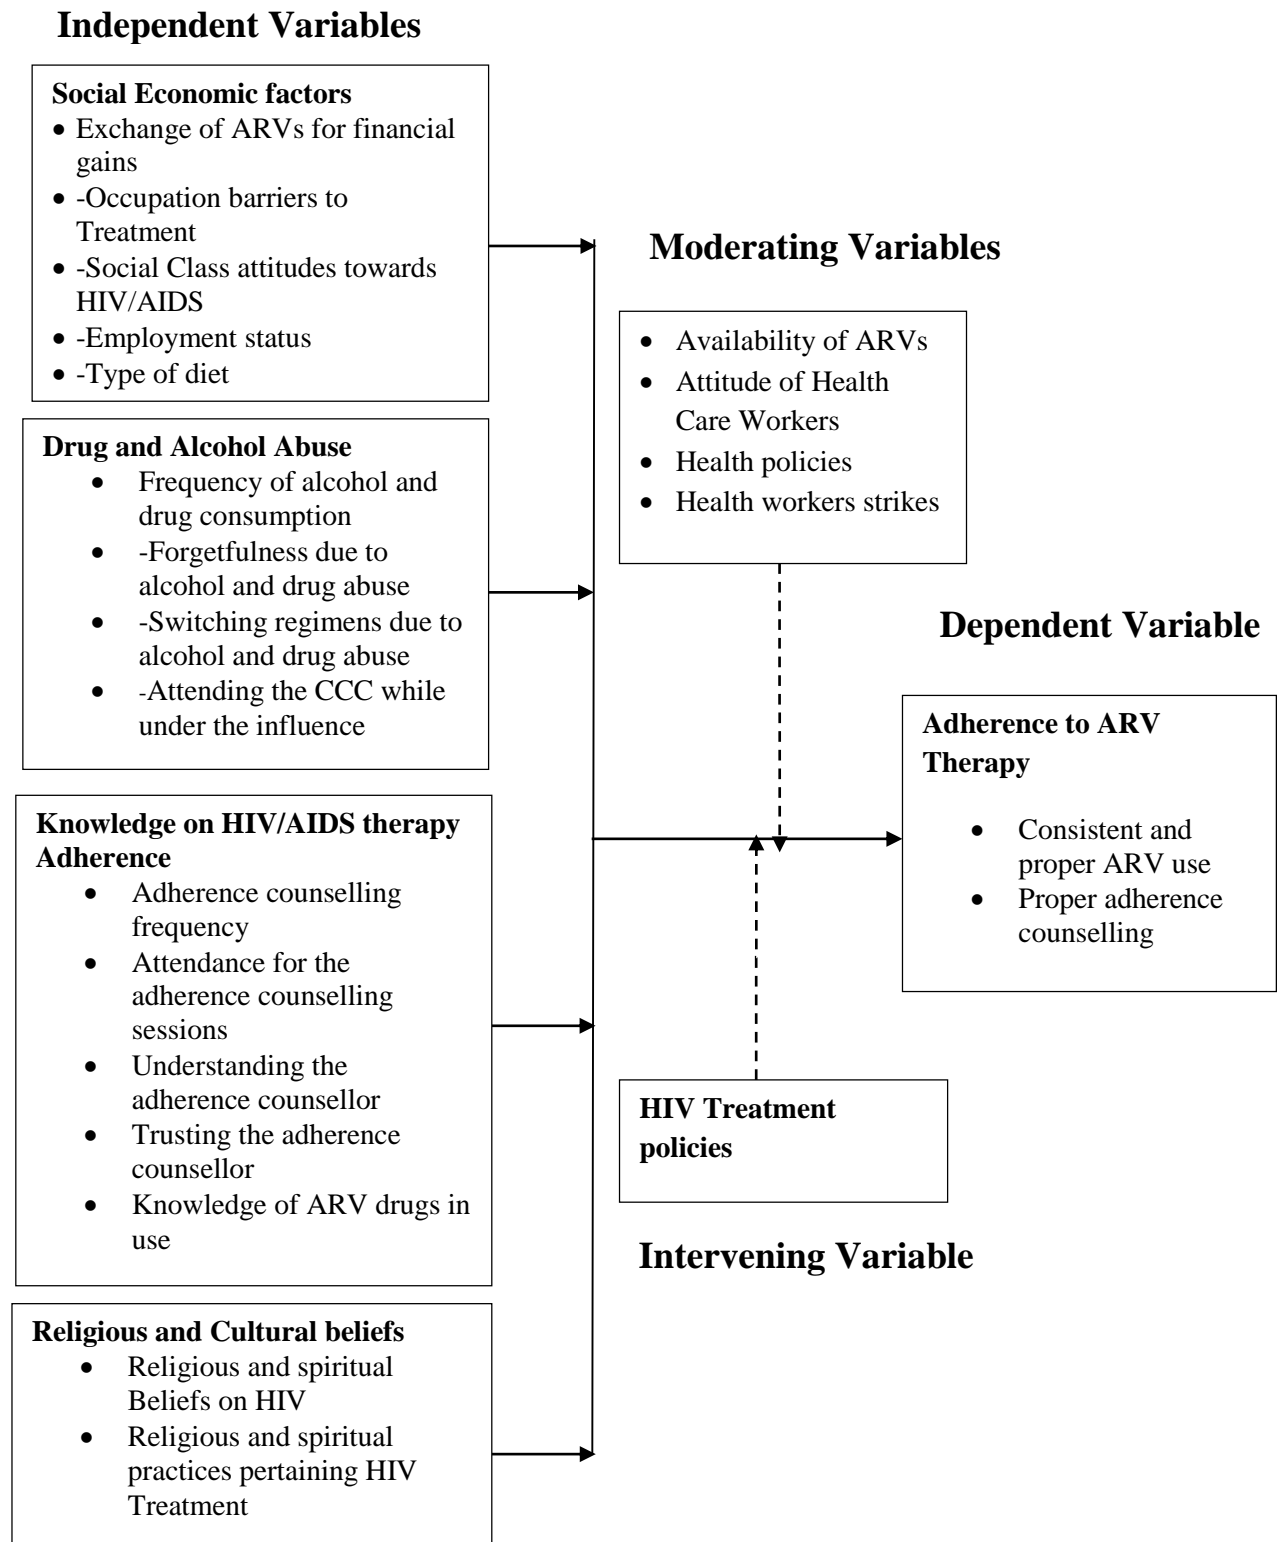 Independent Variables
Social Economic factors
• Exchange of ARVs for financial
gains
• -Occupation barriers to
Treatment
• -Social Class attitudes towards
HIV/AIDS
• -Employment status
• -Type of diet
Drug and Alcohol Abuse
• Frequency of alcohol and
drug consumption
• -Forgetfulness due to
alcohol and drug abuse
• -Switching regimens due to
alcohol and drug abuse
• -Attending the CCC while
under the influence
Knowledge on HIV/AIDS therapy
Adherence
• Adherence counselling
frequency
• Attendance for the
adherence counselling
sessions
• Understanding the
adherence counsellor
• Trusting the adherence
counsellor
• Knowledge of ARV drugs in
use
Religious and Cultural beliefs
• Religious and spiritual
Beliefs on HIV
• Religious and spiritual
practices pertaining HIV
Treatment
Moderating Variables
• Availability of ARVs
• Attitude of Health
Care Workers
• Health policies
• Health workers strikes
HIV Treatment
policies
Intervening Variable
Dependent Variable
Adherence to ARV
Therapy
• Consistent and
proper ARV use
• Proper adherence
counselling